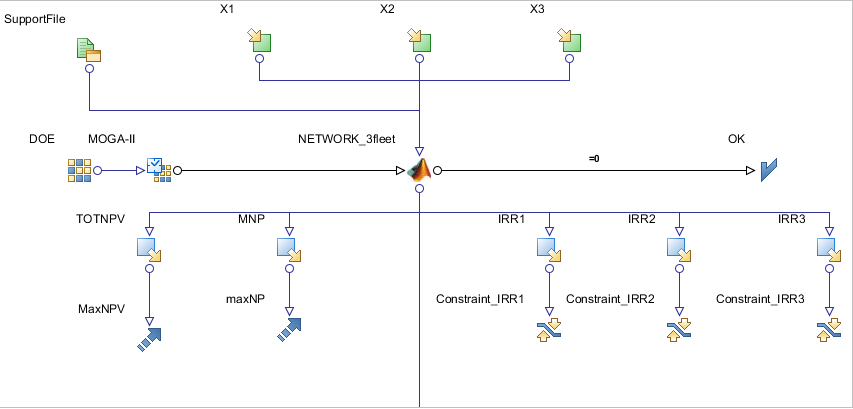 SupportFile
X1
X2
X3
DOE
MOGA-II
NETWORK_3fleet
=0
OK
TOTNPV
MNP
IRR1
IRR2
IRR3
MaxNPV
maxNP
Constraint_IRR1
Constraint_IRR2
Constraint_IRR3